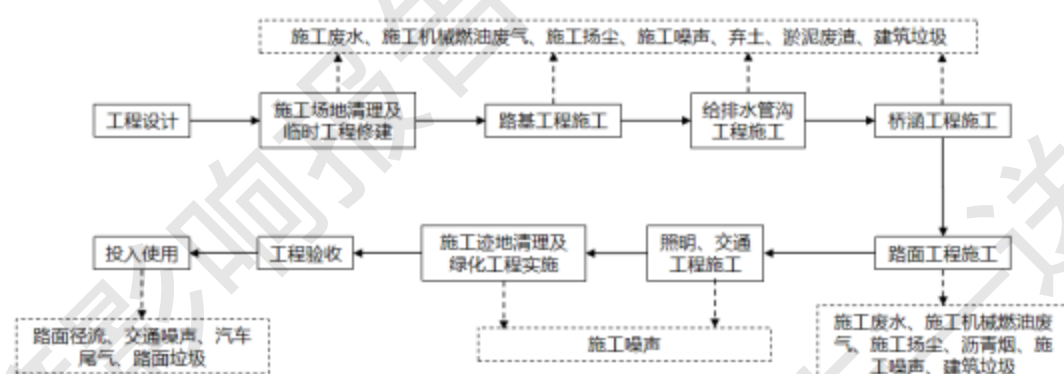 施工废水、施工机械燃油废气、施工扬尘、施工噪声、弃土、淤泥废渣、建筑垃圾
工程设计
施工场地清理及
临时工程修建
路基工程施工
给排水管沟
工程施工
桥涵工程施工
投入使用
工程验收
施工迹地清理及
绿化工程实施
照明、交通
工程施工
路面工程施工
路面径流、交通噪声、汽车
尾气、路面垃圾
施工噪声
施工废水、施工机械燃油废
气、施工扬尘、沥青烟、施
工噪声、建筑垃圾
影响报告